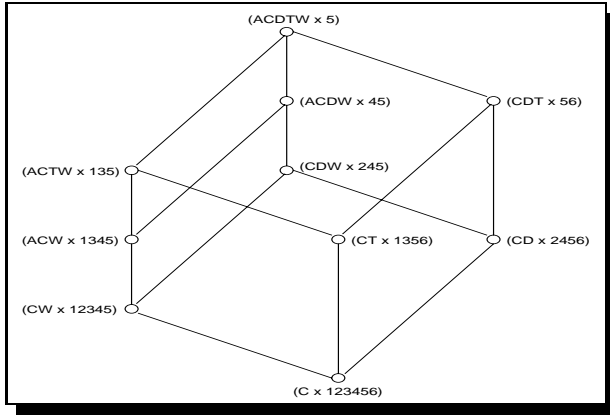 (ACDTW x 5)
(ACDW x 45)
(CDT x 56)
(ACTW x 135)
(CDW x 245)
(ACW x 1345)
(CT x 1356)
(CD x 2456)
(CW x 12345)
(C x 123456)